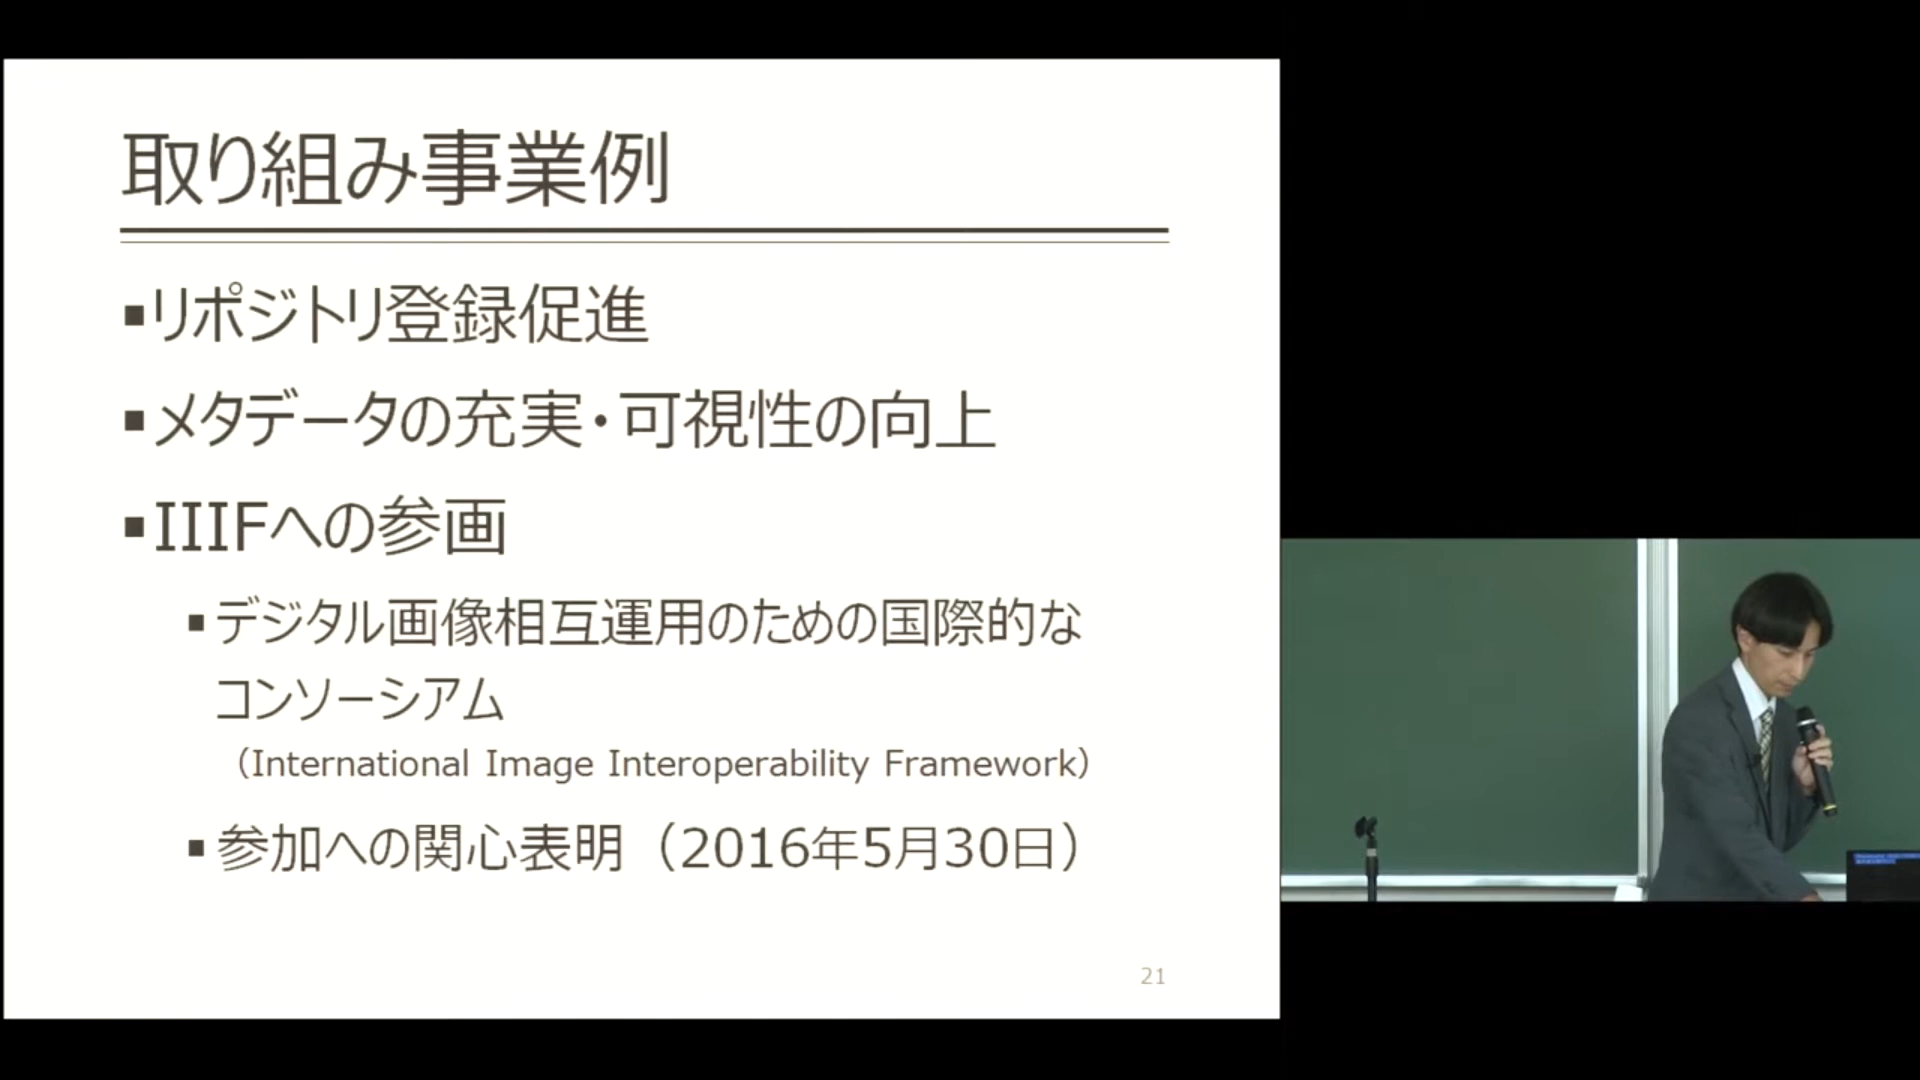 取り組み事業例
▪リポジトリ登録促進
▪メタデータの充実・可視性の向上
▪IIIFへの参画
▪デジタル画像相互運用のための国際的な
コンソーシアム
（International Image Interoperability Framework）
▪参加への関心表明（2016年5月30日）
21